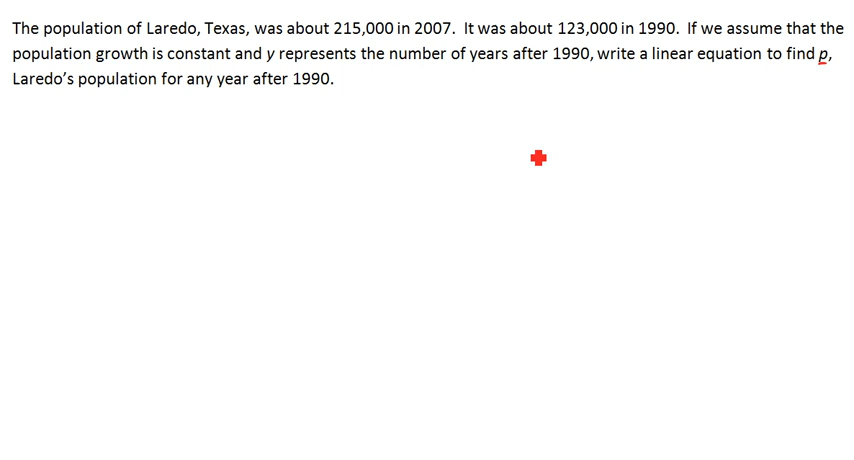 The population of Laredo, Texas, was about 215,000 in 2007.  It was about 123,000 in 1990.  If we assume that the
population growth is constant and y represents the number of years after 1990, write a linear equation to find p,
Laredo’s population for any year after 1990.